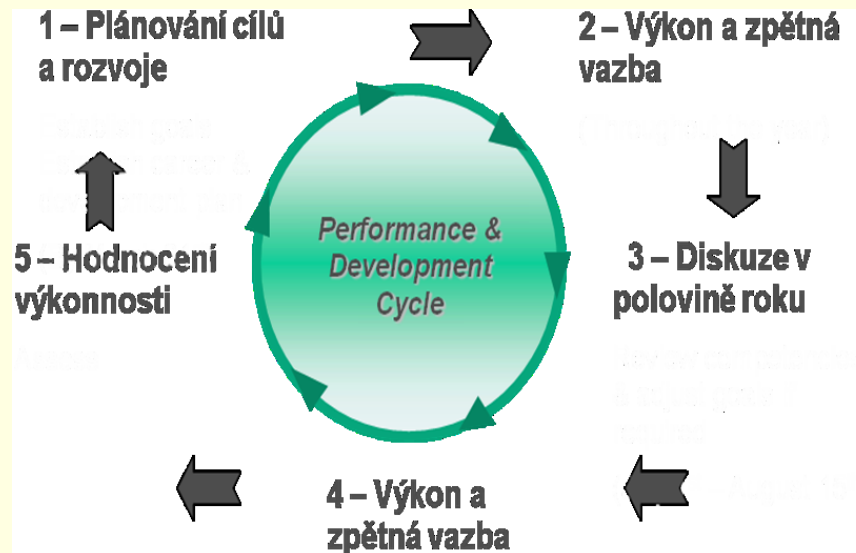 1 – Plánování cílů
a rozvoje
2 – Výkon a zpětná
vazba
Performance &
Development
Cycle
5 – Hodnocení
výkonnosti
3 – Diskuze v
polovině roku
4 – Výkon a
zpětná vazba